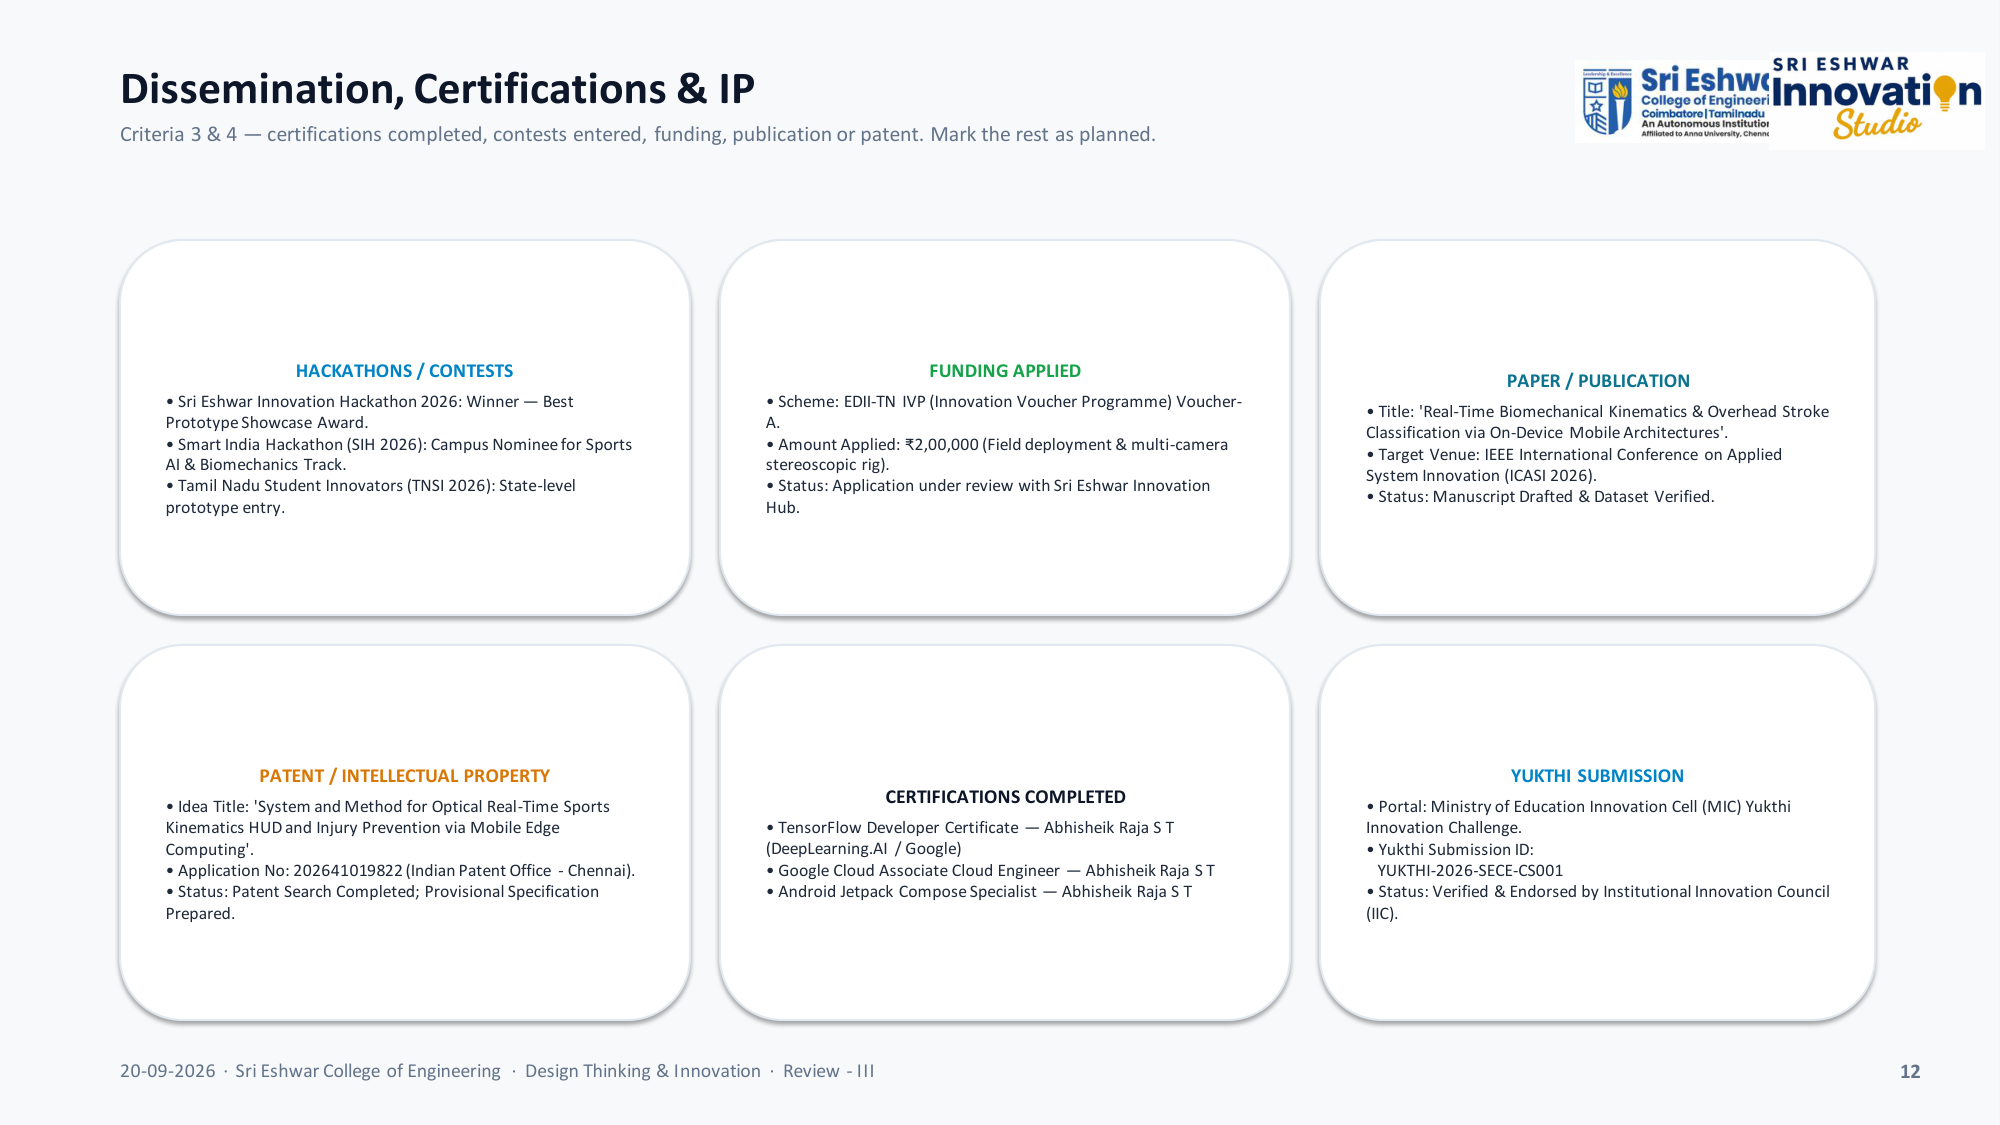 Dissemination, Certifications & IP
Criteria 3 & 4 — certifications completed, contests entered, funding, publication or patent. Mark the rest as planned.
Leadership & Excellence
Sri Eshw
College of Engineeri
Coimbatore | Tamilnadu
An Autonomous Institution
Affiliated to Anna University, Chenna
SRI ESHWAR
Innovation
Studio
HACKATHONS / CONTESTS
• Sri Eshwar Innovation Hackathon 2026: Winner — Best
Prototype Showcase Award.
• Smart India Hackathon (SIH 2026): Campus Nominee for Sports
AI & Biomechanics Track.
• Tamil Nadu Student Innovators (TNSI 2026): State-level
prototype entry.
FUNDING APPLIED
• Scheme: EDII-TN IVP (Innovation Voucher Programme) Voucher-
A.
• Amount Applied: ₹2,00,000 (Field deployment & multi-camera
stereoscopic rig).
• Status: Application under review with Sri Eshwar Innovation
Hub.
PAPER / PUBLICATION
• Title: 'Real-Time Biomechanical Kinematics & Overhead Stroke
Classification via On-Device Mobile Architectures'.
• Target Venue: IEEE International Conference on Applied
System Innovation (ICASI 2026).
• Status: Manuscript Drafted & Dataset Verified.
PATENT / INTELLECTUAL PROPERTY
• Idea Title: 'System and Method for Optical Real-Time Sports
Kinematics HUD and Injury Prevention via Mobile Edge
Computing'.
• Application No: 202641019822 (Indian Patent Office - Chennai).
• Status: Patent Search Completed; Provisional Specification
Prepared.
CERTIFICATIONS COMPLETED
• TensorFlow Developer Certificate — Abhisheik Raja S T
(DeepLearning.AI / Google)
• Google Cloud Associate Cloud Engineer — Abhisheik Raja S T
• Android Jetpack Compose Specialist — Abhisheik Raja S T
YUKTHI SUBMISSION
• Portal: Ministry of Education Innovation Cell (MIC) Yukthi
Innovation Challenge.
• Yukthi Submission ID:
YUKTHI-2026-SECE-CS001
• Status: Verified & Endorsed by Institutional Innovation Council
(IIC).
20-09-2026 · Sri Eshwar College of Engineering · Design Thinking & Innovation · Review - III
12